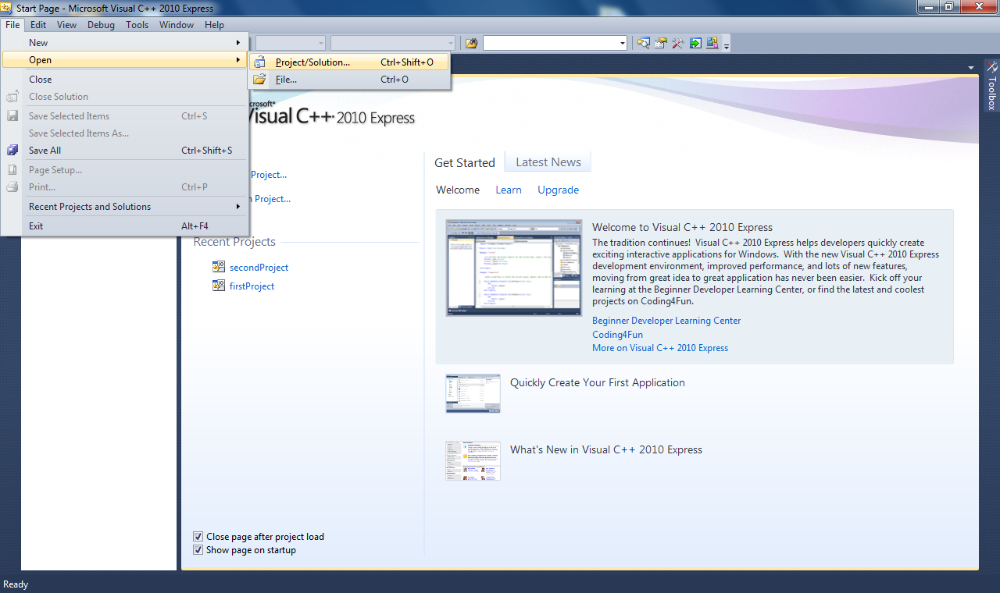 Start Page - Microsoft Visual C++ 2010 Express
File Edit View Debug Tools Window Help
New
Open
Project/Solution... Ctrl+Shift+O
File... Ctrl+O
Close
Close Solution
Save Selected Items Ctrl+S
Save Selected Items As...
Save All Ctrl+Shift+S
Page Setup...
Print... Ctrl+P
Recent Projects and Solutions
Exit Alt+F4
Toolbox
Visual C++ 2010 Express
Project...
Project...
Recent Projects
secondProject
firstProject
Close page after project load
Show page on startup
Get Started Latest News
Welcome Learn Upgrade
Welcome to Visual C++ 2010 Express
The tradition continues! Visual C++ 2010 Express helps developers quickly create
exciting interactive applications for Windows. With the new Visual C++ 2010 Express
development environment, improved performance, and lots of new features,
moving from great idea to great application has never been easier. Kick off your
learning at the Beginner Developer Learning Center, or find the latest and coolest
projects on Coding4Fun.
Beginner Developer Learning Center
Coding4Fun
More on Visual C++ 2010 Express
Quickly Create Your First Application
What's New in Visual C++ 2010 Express
Ready